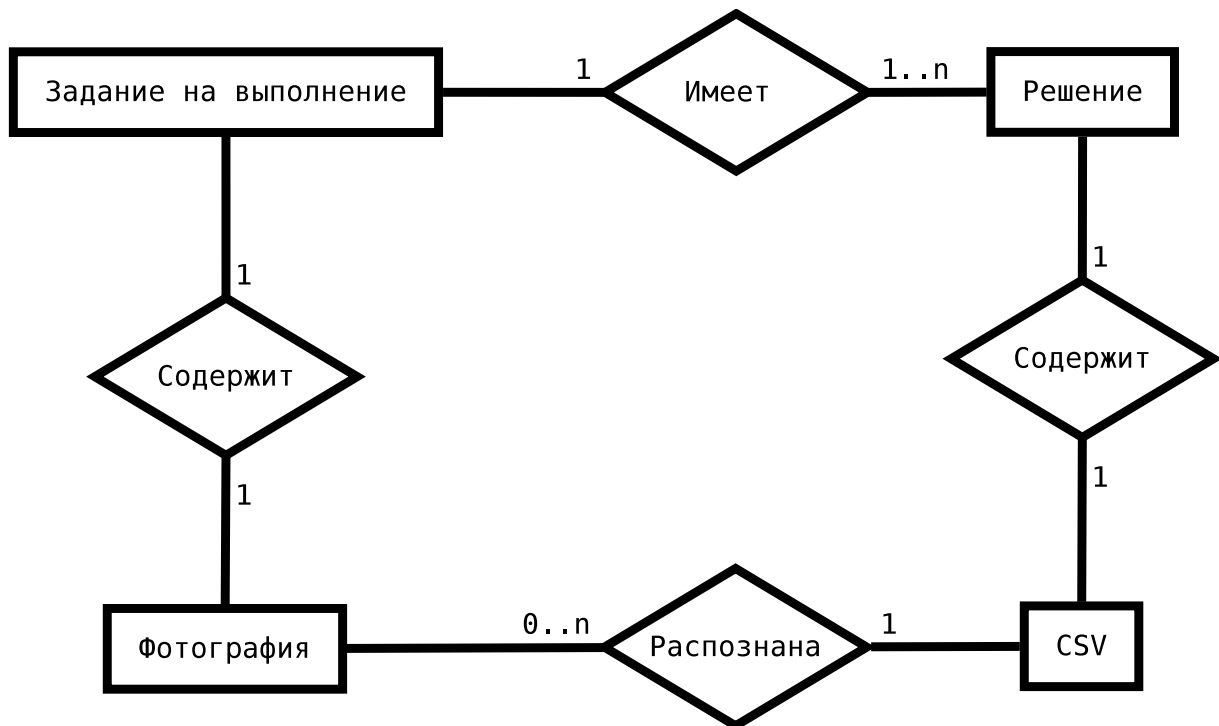 Задание на выполнение
1
Имеет
1..n
Решение
1
Содержит
1
1
Содержит
1
Фотография
0..n
Распознана
1
CSV